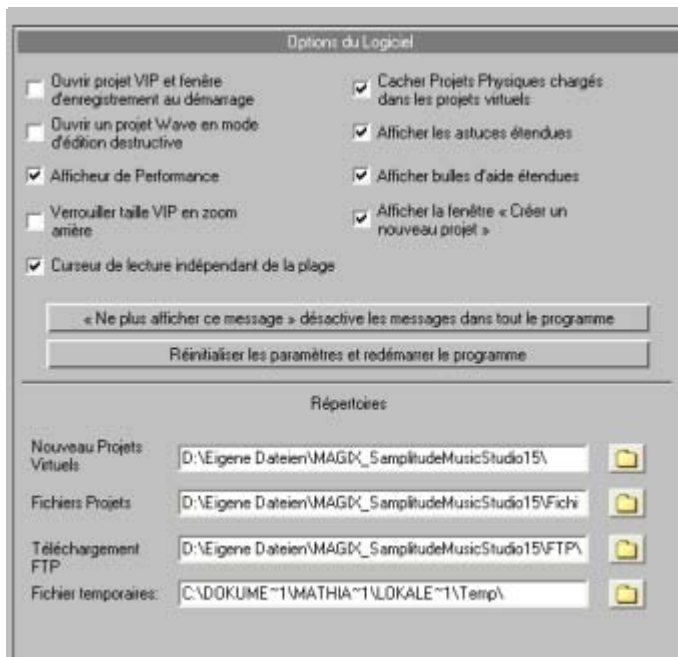 Options du Logiciel
Ouvrir projet VIP et fenêre
d'enregistrement au démarrage
Ouvrir un projet Wave en mode
d'édition destructive
Afficheur de Performance
Verrouiller taille VIP en zoom
arrière
Curseur de lecture indépendant de la plage
Cacher Projets Physiques chargés
dans les projets virtuels
Afficher les astuces étendues
Afficher bulles d'aide étendues
Afficher la fenêtre « Créer un
nouveau projet »
« Ne plus afficher ce message » désactive les messages dans tout le programme
Réinitialiser les paramètres et redémarrer le programme
Répertoires
Nouveau Projets
Virtuels
D:\Eigene Dateien\MAGIX_SamplitudeMusicStudio15\
Fichiers Projets
D:\Eigene Dateien\MAGIX_SamplitudeMusicStudio15\Fichi
Téléchargement
FTP
D:\Eigene Dateien\MAGIX_SamplitudeMusicStudio15\FTP\
Fichier temporaires:
C:\DOKUME~1\MATHIA~1\LOKALE~1\Temp\